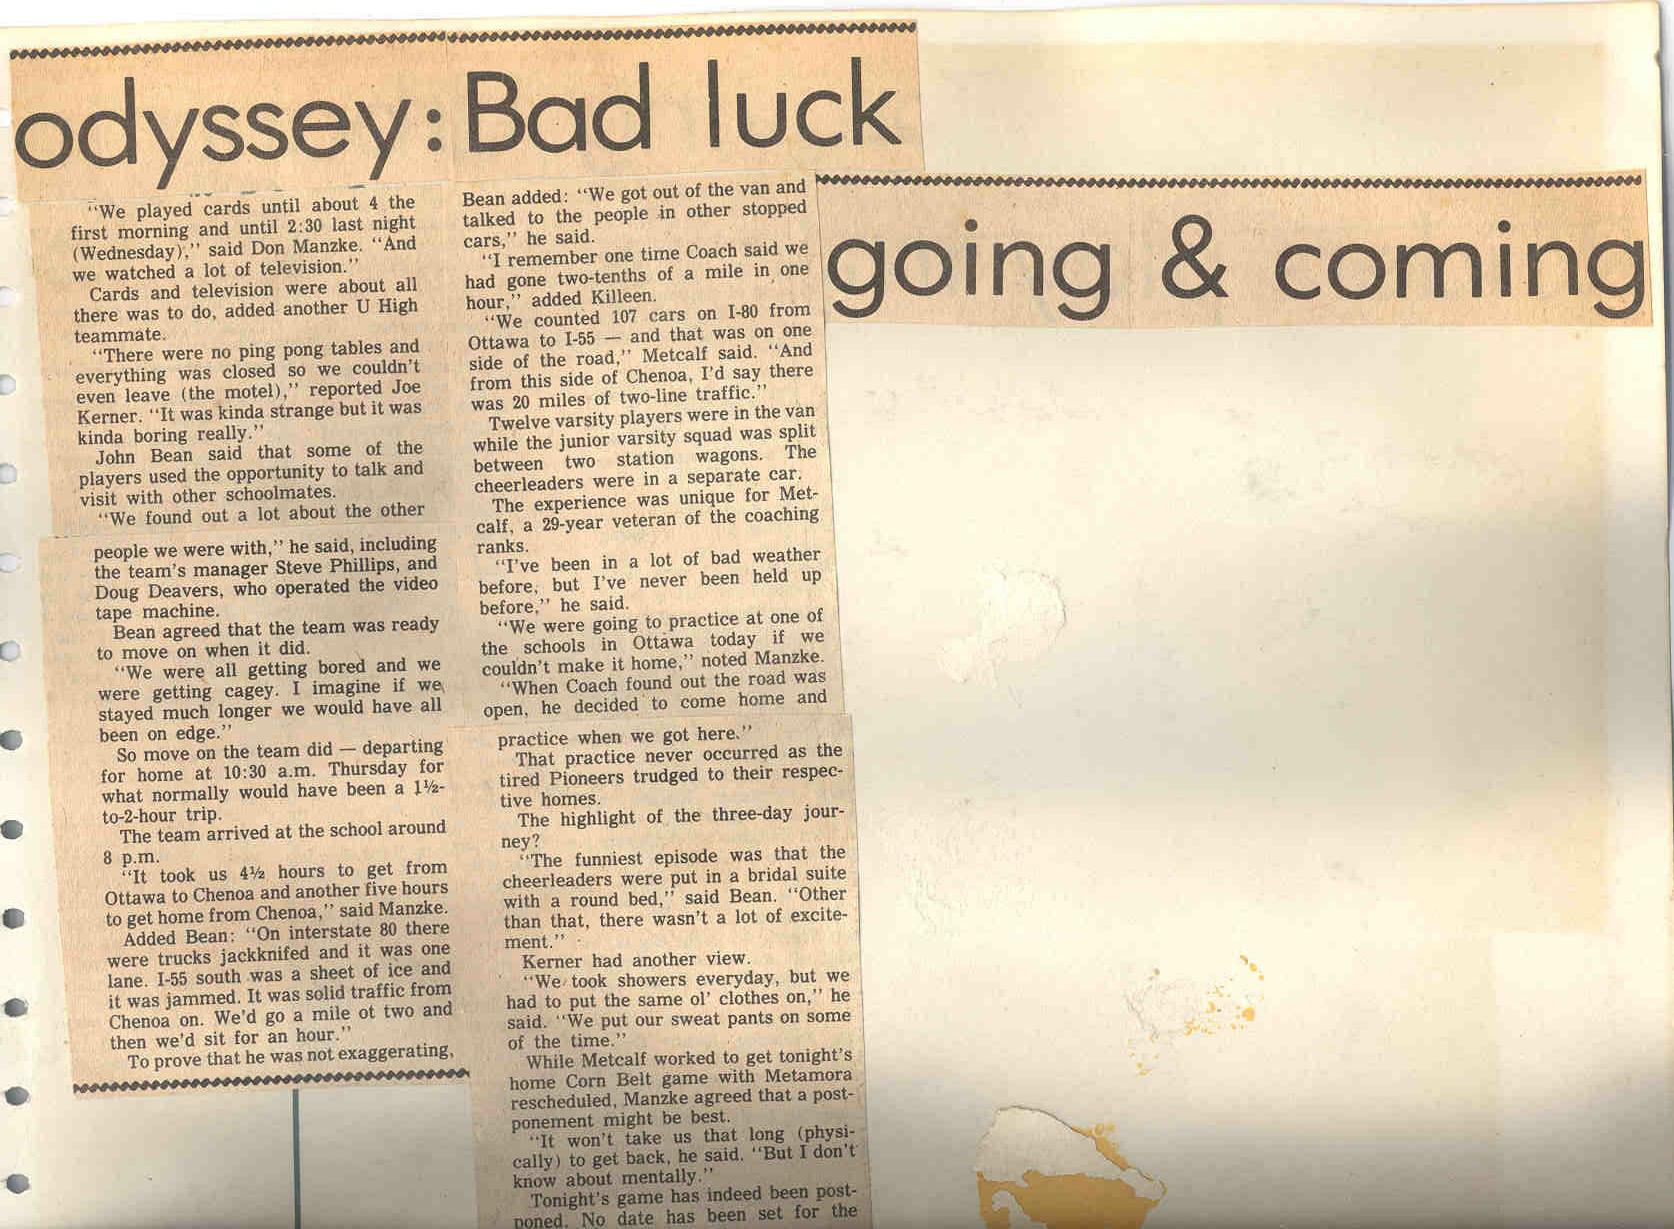 odyssey: Bad luck
going & coming
"We played cards until about 4 the
first morning and until 2:30 last night
(Wednesday)," said Don Manzke. "And
we watched a lot of television."
Cards and television were about all
there was to do, added another U High
teammate.
"There were no ping pong tables and
everything was closed so we couldn't
even leave (the motel)," reported Joe
Kerner. "It was kinda strange but it was
kinda boring really."
John Bean said that some of the
players used the opportunity to talk and
visit with other schoolmates.
"We found out a lot about the other
people we were with," he said, including
the team's manager Steve Phillips, and
Doug Deavers, who operated the video
tape machine.
Bean agreed that the team was ready
to move on when it did.
"We were all getting bored and we
were getting cagey. I imagine if we
stayed much longer we would have all
been on edge."
So move on the team did — departing
for home at 10:30 a.m. Thursday for
what normally would have been a 1½-
to-2-hour trip.
The team arrived at the school around
8 p.m.
"It took us 4½ hours to get from
Ottawa to Chenoa and another five hours
to get home from Chenoa," said Manzke.
Added Bean: "On interstate 80 there
were trucks jackknifed and it was one
lane. I-55 south was a sheet of ice and
it was jammed. It was solid traffic from
Chenoa on. We'd go a mile ot two and
then we'd sit for an hour."
To prove that he was not exaggerating,
Bean added: "We got out of the van and
talked to the people in other stopped
cars," he said.
"I remember one time Coach said we
had gone two-tenths of a mile in one
hour," added Killeen.
"We counted 107 cars on I-80 from
Ottawa to I-55 — and that was on one
side of the road," Metcalf said. "And
from this side of Chenoa, I'd say there
was 20 miles of two-line traffic."
Twelve varsity players were in the van
while the junior varsity squad was split
between two station wagons. The
cheerleaders were in a separate car.
The experience was unique for Met-
calf, a 29-year veteran of the coaching
ranks.
"I've been in a lot of bad weather
before, but I've never been held up
before," he said.
"We were going to practice at one of
the schools in Ottawa today if we
couldn't make it home," noted Manzke.
"When Coach found out the road was
open, he decided to come home and
practice when we got here."
That practice never occurred as the
tired Pioneers trudged to their respec-
tive homes.
The highlight of the three-day jour-
ney?
"The funniest episode was that the
cheerleaders were put in a bridal suite
with a round bed," said Bean. "Other
than that, there wasn't a lot of excite-
ment."
Kerner had another view.
"We took showers everyday, but we
had to put the same ol' clothes on," he
said. "We put our sweat pants on some
of the time."
While Metcalf worked to get tonight's
home Corn Belt game with Metamora
rescheduled, Manzke agreed that a post-
ponement might be best.
"It won't take us that long (physi-
cally) to get back, he said. "But I don't
know about mentally."
Tonight's game has indeed been post-
poned. No date has been set for the